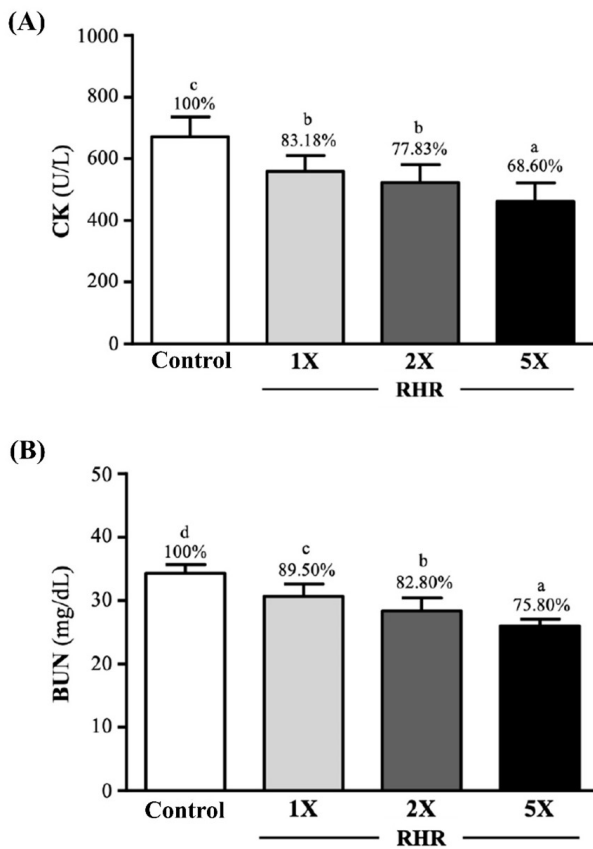 (A)
1000
800
600
400
200
0
CK (U/L)
c
100%
b
83.18%
b
77.83%
a
68.60%
Control 1X 2X 5X
RHR
(B)
50
40
30
20
10
0
BUN (mg/dL)
d
100%
c
89.50%
b
82.80%
a
75.80%
Control 1X 2X 5X
RHR